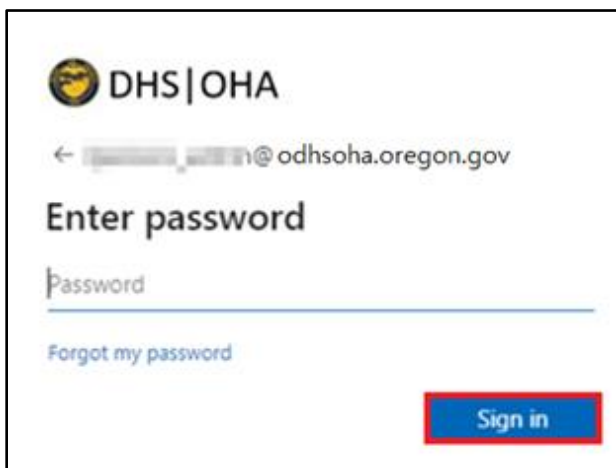 DHS|OHA
← @odhsoha.oregon.gov
Enter password
Password
Forgot my password
Sign in